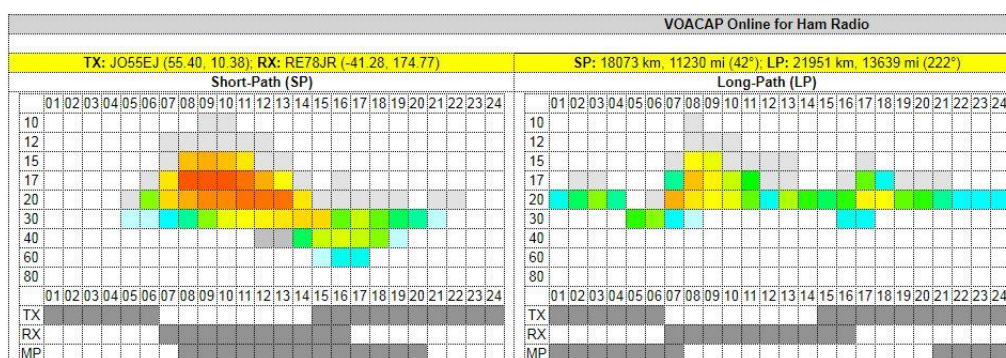 VOACAP Online for Ham Radio
TX: JO55EJ (55.40, 10.38); RX: RE78JR (-41.28, 174.77) SP: 18073 km, 11230 mi (42°); LP: 21951 km, 13639 mi (222°)
Short-Path (SP) Long-Path (LP)
01 02 03 04 05 06 07 08 09 10 11 12 13 14 15 16 17 18 19 20 21 22 23 24 01 02 03 04 05 06 07 08 09 10 11 12 13 14 15 16 17 18 19 20 21 22 23 24
10 10
12 12
15 15
17 17
20 20
30 30
40 40
60 60
80 80
01 02 03 04 05 06 07 08 09 10 11 12 13 14 15 16 17 18 19 20 21 22 23 24 01 02 03 04 05 06 07 08 09 10 11 12 13 14 15 16 17 18 19 20 21 22 23 24
TX TX
RX RX
MP MP